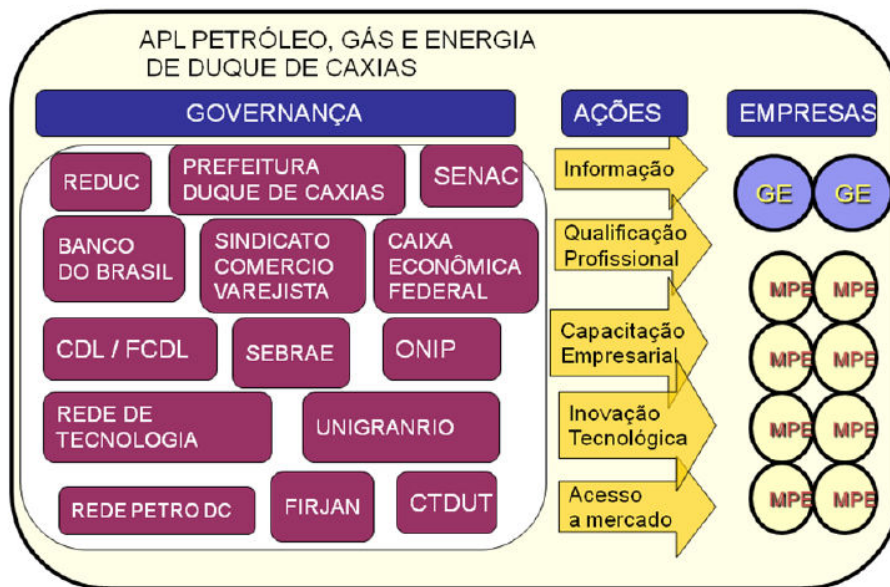 APL PETRÓLEO, GÁS E ENERGIA
DE DUQUE DE CAXIAS
GOVERNANÇA
REDUC
PREFEITURA
DUQUE DE CAXIAS
SENAC
BANCO
DO BRASIL
SINDICATO
COMERCIO
VAREJISTA
CAIXA
ECONÔMICA
FEDERAL
CDL / FCDL
SEBRAE
ONIP
REDE DE
TECNOLOGIA
UNIGRANRIO
REDE PETRO DC
FIRJAN
CTDUT
AÇÕES
Informação
Qualificação
Profissional
Capacitação
Empresarial
Inovação
Tecnológica
Acesso
a mercado
EMPRESAS
GE GE
MPE MPE
MPE MPE
MPE MPE
MPE MPE